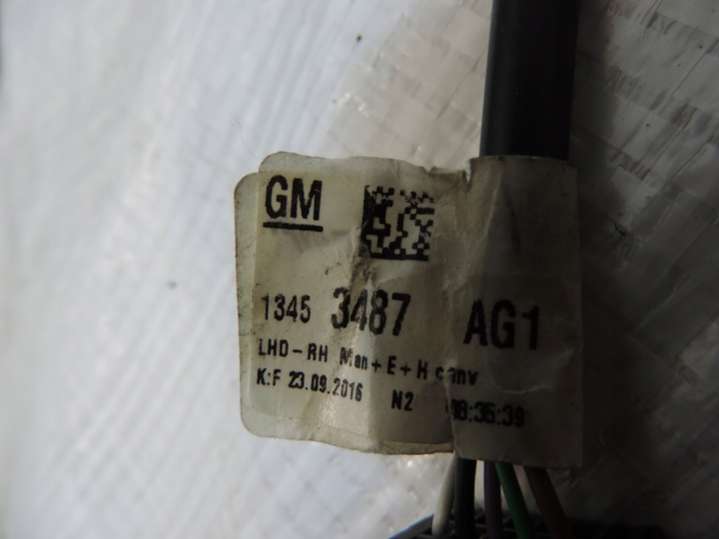 GM
1345 3487 AG1
LHD-RH Man+E+H conv
K:F 23.09.2016 N2